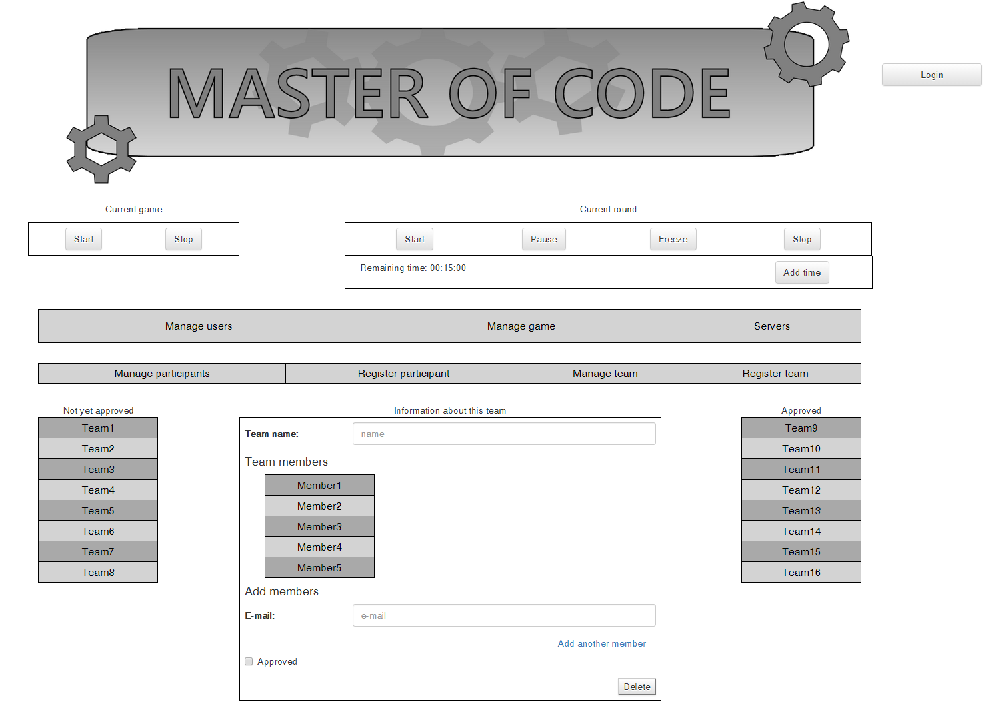 MASTER OF CODE
Login
Current game
Current round
Start
Stop
Start
Pause
Freeze
Stop
Remaining time: 00:15:00
Add time
Manage users
Manage game
Servers
Manage participants
Register participant
Manage team
Register team
Not yet approved
Team1
Team2
Team3
Team4
Team5
Team6
Team7
Team8
Information about this team
Team name:
name
Team members
Member1
Member2
Member3
Member4
Member5
Add members
E-mail:
e-mail
Add another member
Approved
Delete
Approved
Team9
Team10
Team11
Team12
Team13
Team14
Team15
Team16